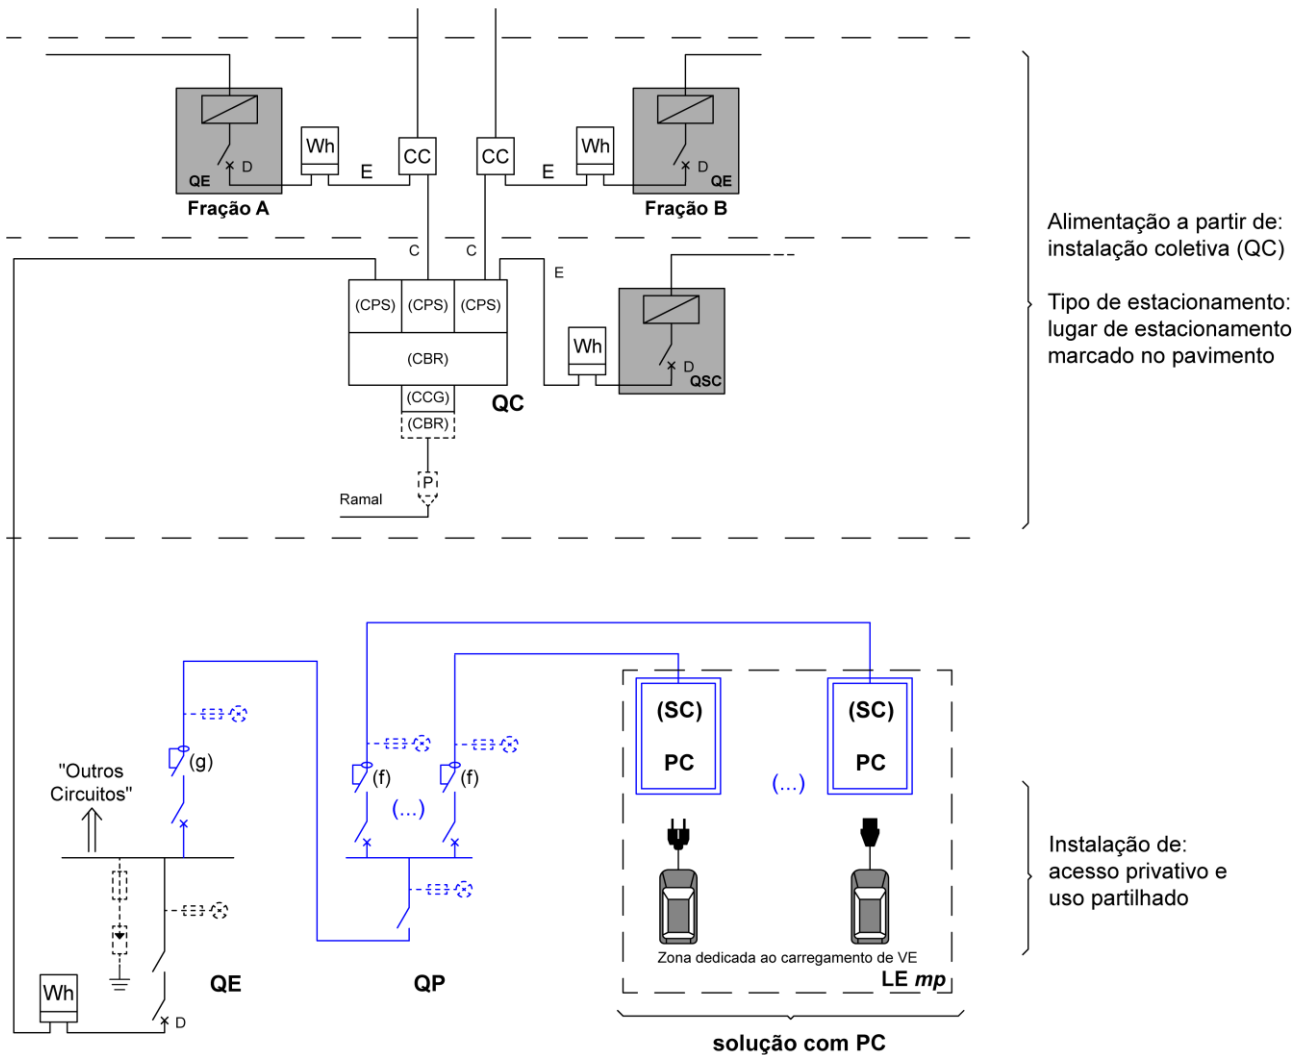 Wh
CC
CC
Wh
D
E
E
D
QE
QE
Fração A
Fração B
C
C
E
(CPS)
(CPS)
(CPS)
(CBR)
Wh
D
QSC
(CCG)
QC
(CBR)
P
Ramal
Alimentação a partir de:
instalação coletiva (QC)
Tipo de estacionamento:
lugar de estacionamento
marcado no pavimento
(SC)
(SC)
PC
PC
(g)
(f)
(f)
"Outros
Circuitos"
(...)
(...)
Instalação de:
acesso privativo e
uso partilhado
Zona dedicada ao carregamento de VE
LE mp
QE
QP
Wh
D
solução com PC